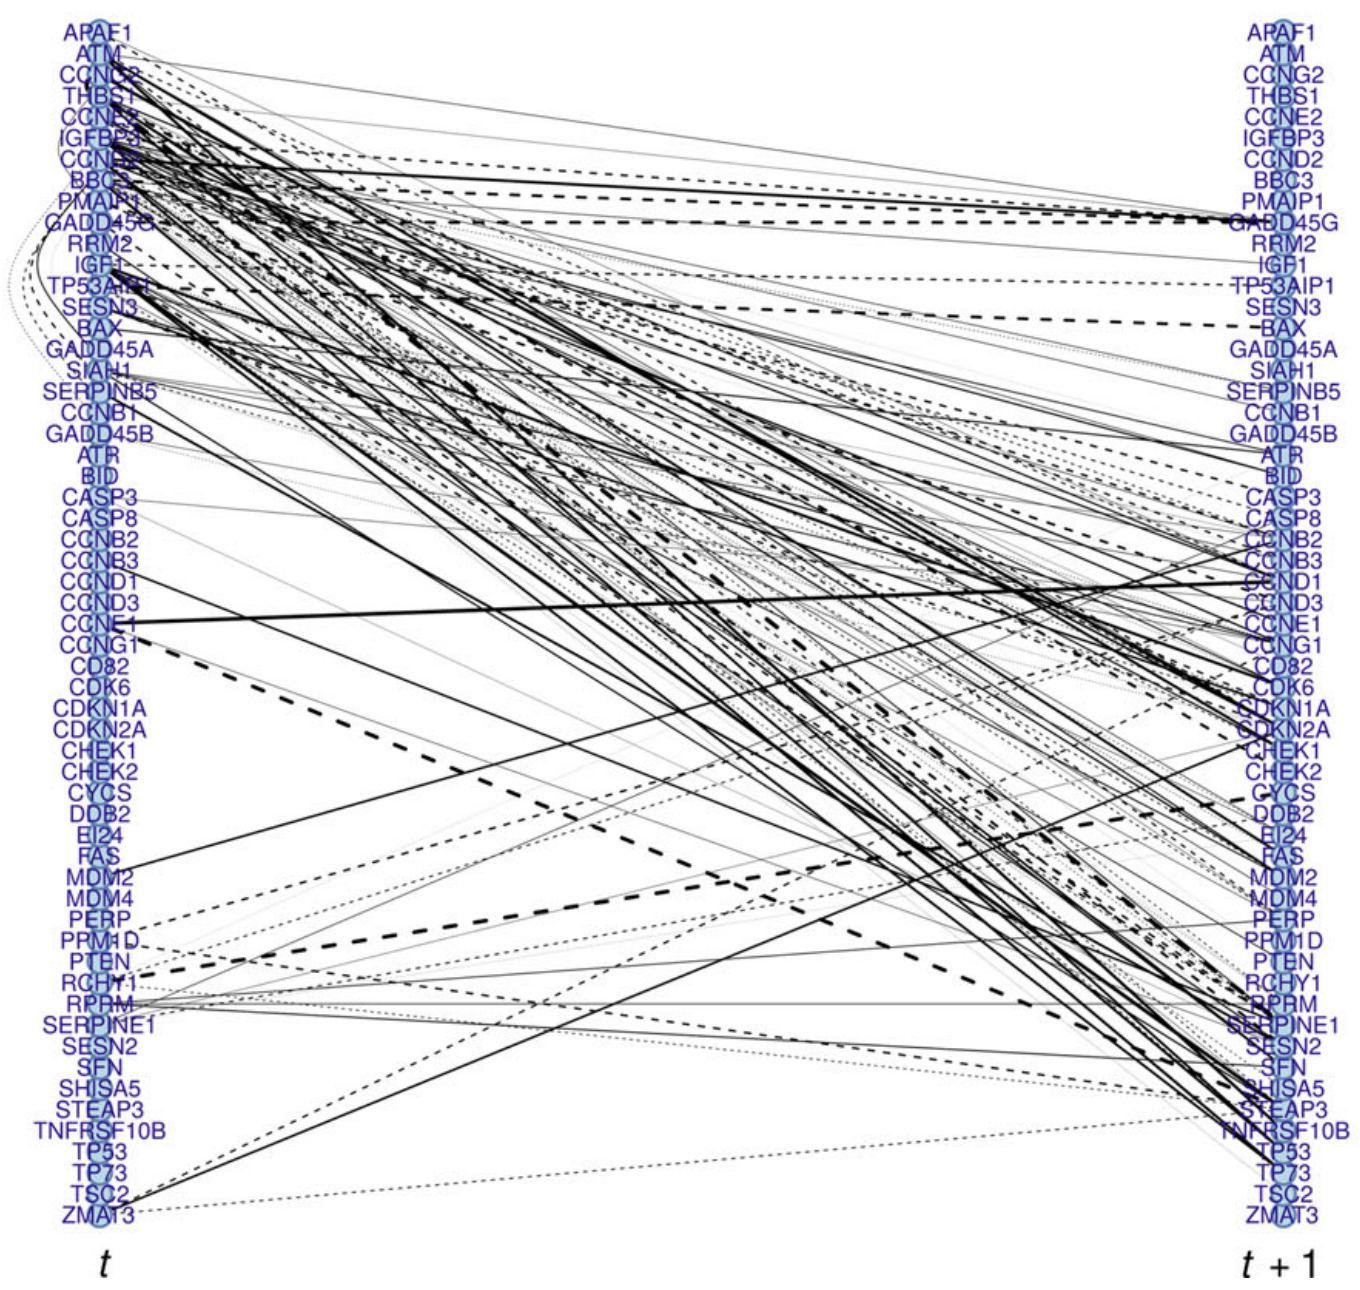 APAF1 APAF1
ATM ATM
CCNG2 CCNG2
THBS1 THBS1
CCNE2 CCNE2
IGFBP3 IGFBP3
CCND2 CCND2
BBC3 BBC3
PMAIP1 PMAIP1
GADD45G GADD45G
RRM2 RRM2
IGF1 IGF1
TP53AIP1 TP53AIP1
SESN3 SESN3
BAX BAX
GADD45A GADD45A
SIAH1 SIAH1
SERPINB5 SERPINB5
CCNB1 CCNB1
GADD45B GADD45B
ATR ATR
BID BID
CASP3 CASP3
CASP8 CASP8
CCNB2 CCNB2
CCNB3 CCNB3
CCND1 CCND1
CCND3 CCND3
CCNE1 CCNE1
CCNG1 CCNG1
CD82 CD82
CDK6 CDK6
CDKN1A CDKN1A
CDKN2A CDKN2A
CHEK1 CHEK1
CHEK2 CHEK2
CYCS CYCS
DDB2 DDB2
EI24 EI24
FAS FAS
MDM2 MDM2
MDM4 MDM4
PERP PERP
PPM1D PPM1D
PTEN PTEN
RCHY1 RCHY1
RPRM RPRM
SERPINE1 SERPINE1
SESN2 SESN2
SFN SFN
SHISA5 SHISA5
STEAP3 STEAP3
TNFRSF10B TNFRSF10B
TP53 TP53
TP73 TP73
TSC2 TSC2
ZMAT3 ZMAT3
t t + 1